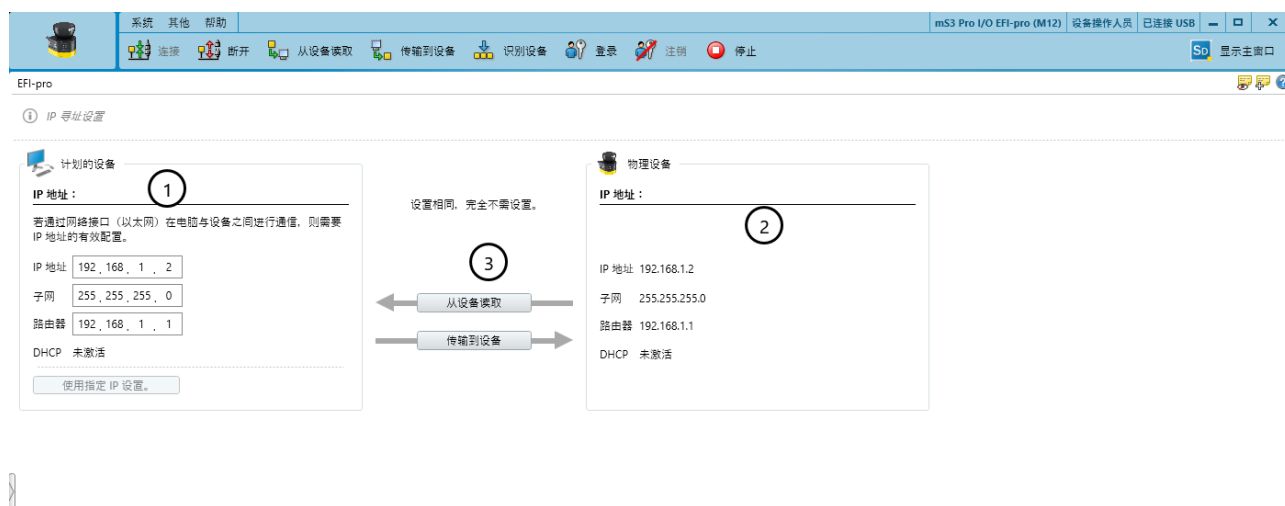 系统 其他 帮助
mS3 Pro I/O EFI-pro (M12) 设备操作人员 已连接 USB
连接 断开 从设备读取 传输到设备 识别设备 登录 注销 停止
SD 显示主窗口
EFI-pro
IP 寻址设置
计划的设备
IP 地址：
1
若通过网络接口（以太网）在电脑与设备之间进行通信，则需要
IP 地址的有效配置。
IP 地址 192 . 168 . 1 . 2
子网 255 . 255 . 255 . 0
路由器 192 . 168 . 1 . 1
DHCP 未激活
使用指定 IP 设置。
设置相同，完全不需设置。
3
从设备读取
传输到设备
物理设备
IP 地址：
2
IP 地址 192.168.1.2
子网 255.255.255.0
路由器 192.168.1.1
DHCP 未激活